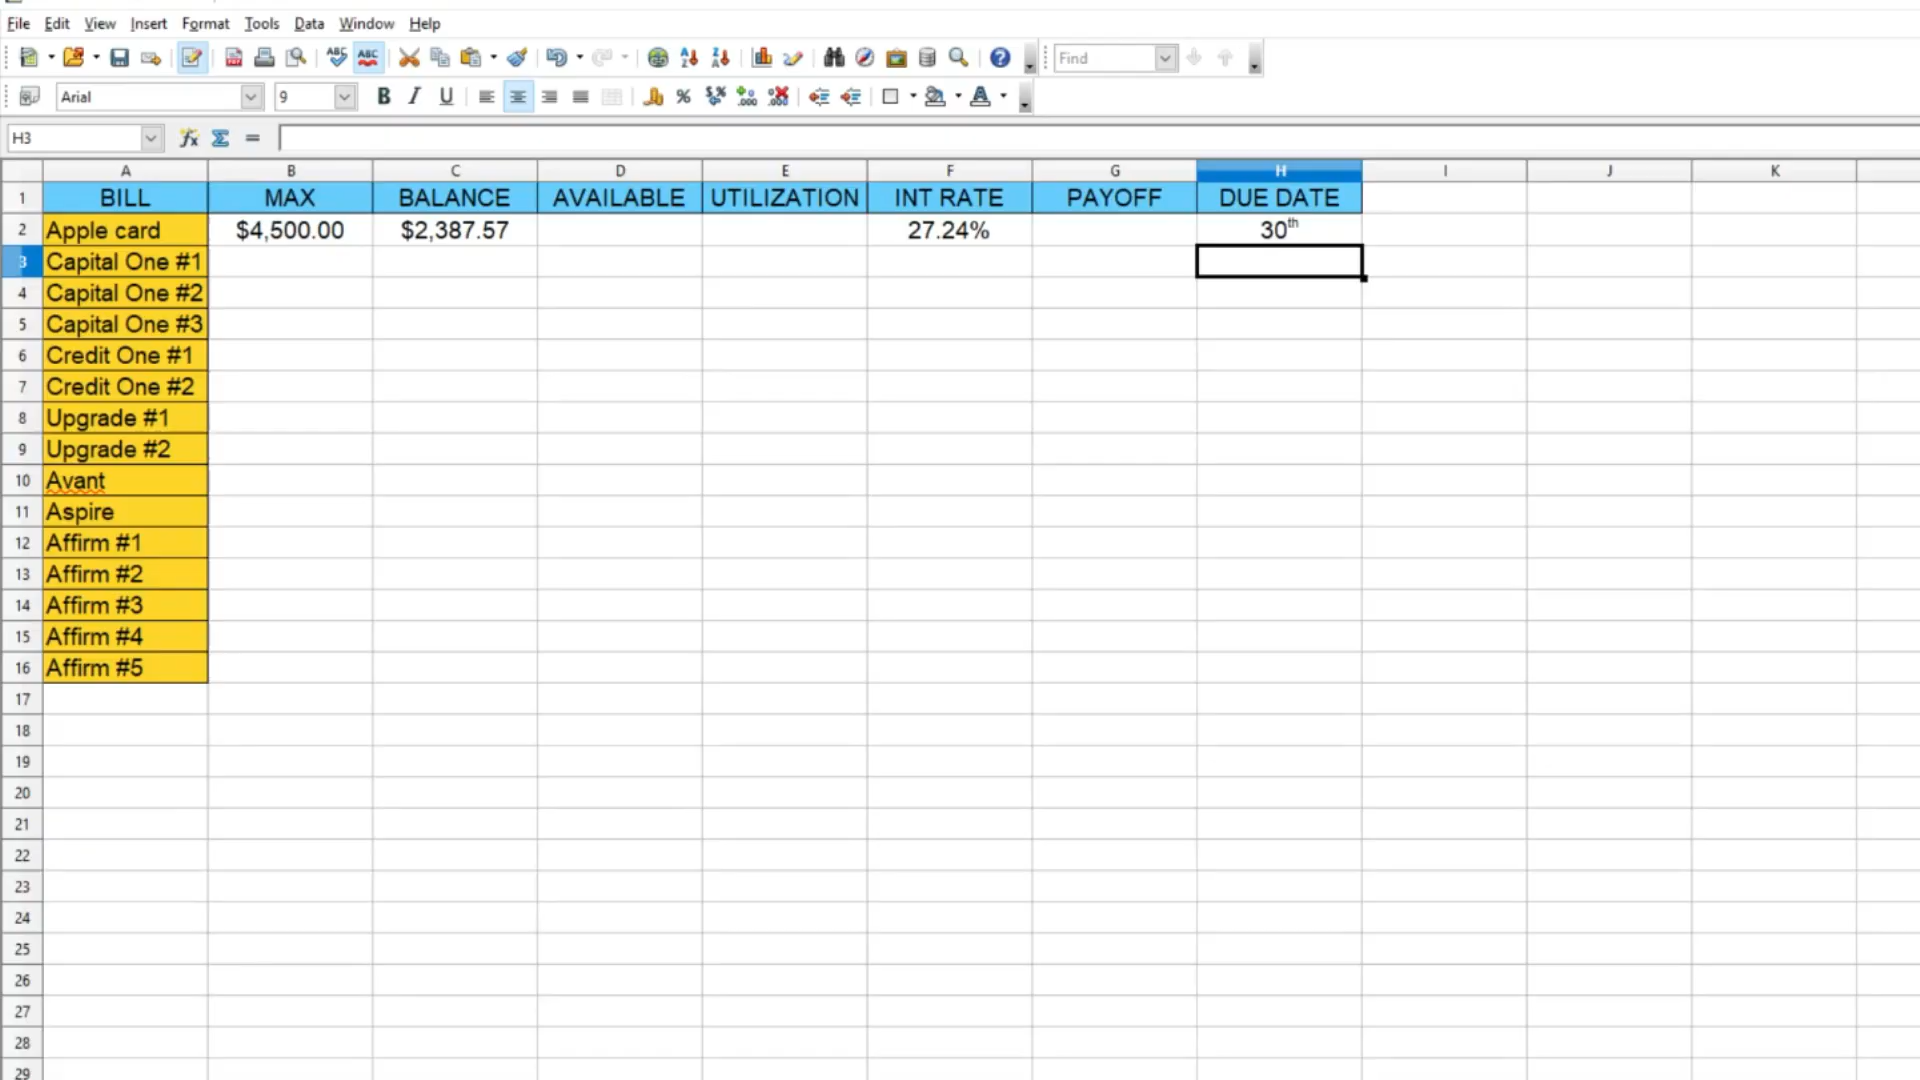 File Edit View Insert Format Tools Data Window Help
ABC ABC Find
Arial 9 B I U %
H3 fx Σ =
A B C D E F G H I J K
1 BILL MAX BALANCE AVAILABLE UTILIZATION INT RATE PAYOFF DUE DATE
2 Apple card $4,500.00 $2,387.57 27.24% 30th
3 Capital One #1
4 Capital One #2
5 Capital One #3
6 Credit One #1
7 Credit One #2
8 Upgrade #1
9 Upgrade #2
10 Avant
11 Aspire
12 Affirm #1
13 Affirm #2
14 Affirm #3
15 Affirm #4
16 Affirm #5
17
18
19
20
21
22
23
24
25
26
27
28
29